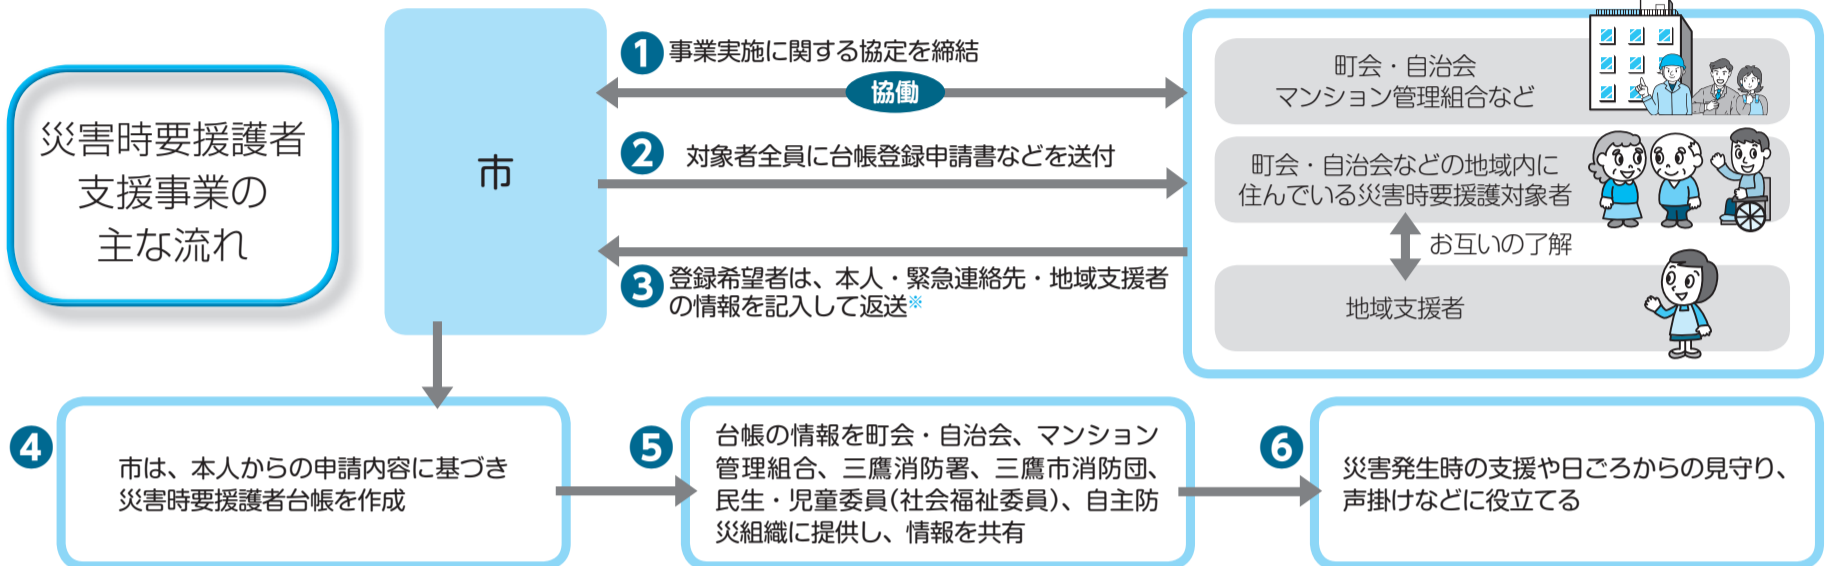 災害時要援護者
支援事業の
主な流れ
市
1 事業実施に関する協定を締結
協働
2 対象者全員に台帳登録申請書などを送付
3 登録希望者は、本人・緊急連絡先・地域支援者
の情報を記入して返送※
町会・自治会
マンション管理組合など
町会・自治会などの地域内に
住んでいる災害時要援護対象者
お互いの了解
地域支援者
4 市は、本人からの申請内容に基づき
災害時要援護者台帳を作成
5 台帳の情報を町会・自治会、マンション
管理組合、三鷹消防署、三鷹市消防団、
民生・児童委員(社会福祉委員)、自主防
災組織に提供し、情報を共有
6 災害発生時の支援や日ごろからの見守り、
声掛けなどに役立てる